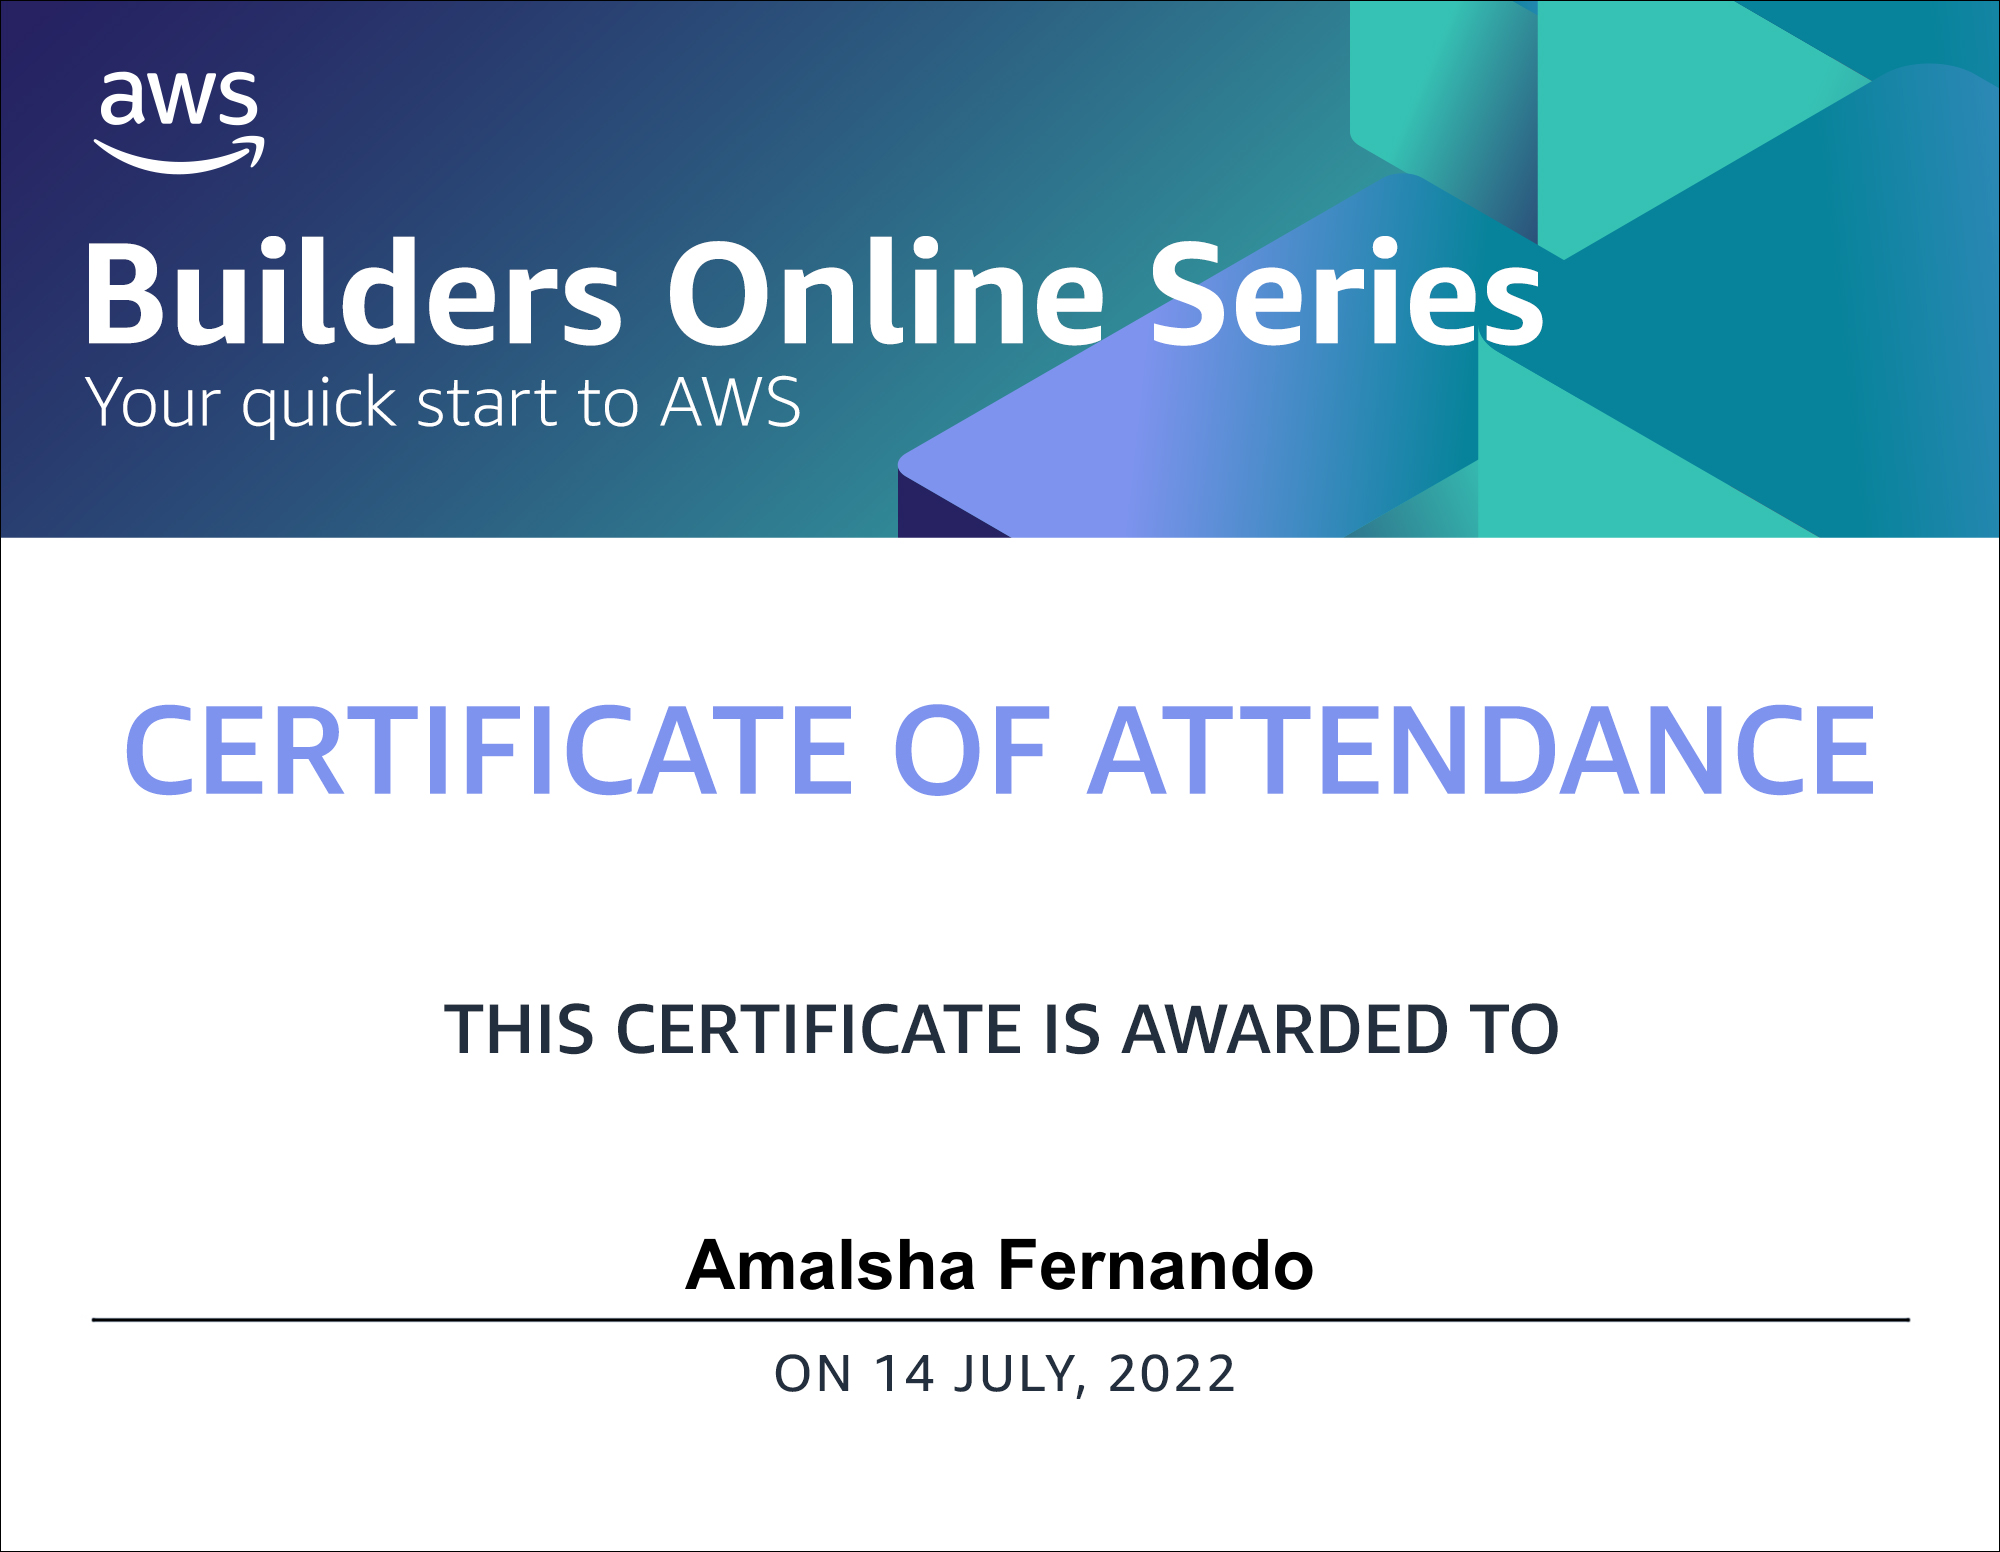 aws
Builders Online Series
Your quick start to AWS
CERTIFICATE OF ATTENDANCE
THIS CERTIFICATE IS AWARDED TO
Amalsha Fernando
ON 14 JULY, 2022